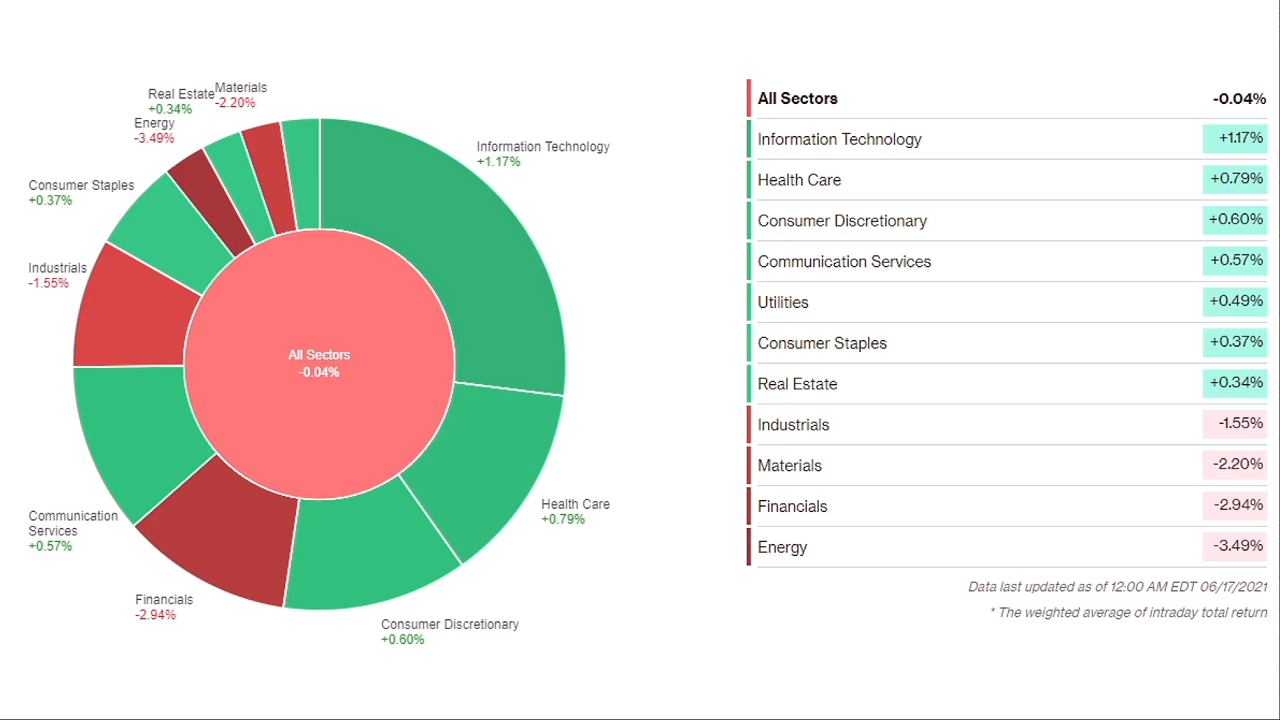 Real Estate
+0.34%
Materials
-2.20%
Energy
-3.49%
Information Technology
+1.17%
Consumer Staples
+0.37%
Industrials
-1.55%
All Sectors
-0.04%
Health Care
+0.79%
Communication
Services
+0.57%
Financials
-2.94%
Consumer Discretionary
+0.60%
All Sectors -0.04%
Information Technology +1.17%
Health Care +0.79%
Consumer Discretionary +0.60%
Communication Services +0.57%
Utilities +0.49%
Consumer Staples +0.37%
Real Estate +0.34%
Industrials -1.55%
Materials -2.20%
Financials -2.94%
Energy -3.49%
Data last updated as of 12:00 AM EDT 06/17/2021
* The weighted average of intraday total return